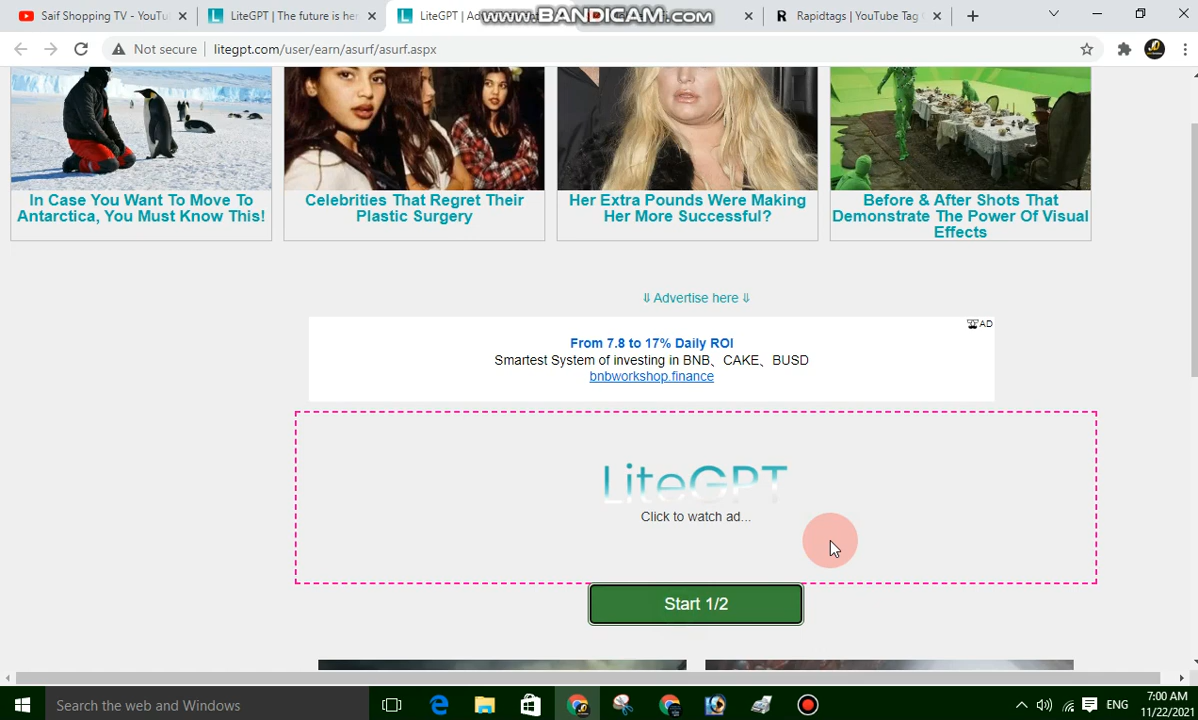 Saif Shopping TV - YouTu
LiteGPT | The future is her
LiteGPT | Ad
www.BANDICAM.com
Rapidtags | YouTube Tag
Not secure
litegpt.com/user/earn/asurf/asurf.aspx
In Case You Want To Move To
Antarctica, You Must Know This!
Celebrities That Regret Their
Plastic Surgery
Her Extra Pounds Were Making
Her More Successful?
Before & After Shots That
Demonstrate The Power Of Visual
Effects
⇓ Advertise here ⇓
AD
From 7.8 to 17% Daily ROI
Smartest System of investing in BNB、CAKE、BUSD
bnbworkshop.finance
LiteGPT
Click to watch ad...
Start 1/2
Search the web and Windows
ENG
7:00 AM
11/22/2021